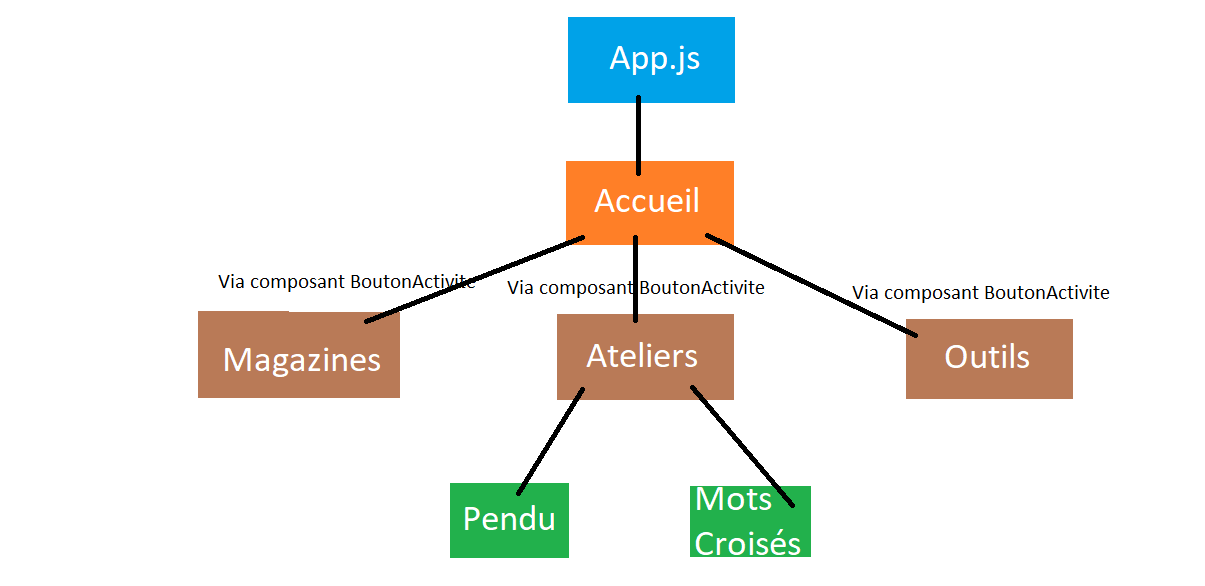 App.js
Accueil
Via composant BoutonActivite
Via composant BoutonActivite
Via composant BoutonActivite
Magazines
Ateliers
Outils
Pendu
Mots
Croisés